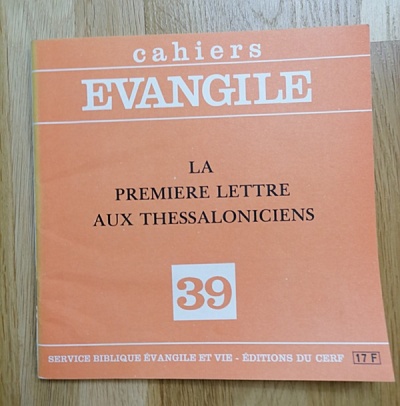 cahiers
EVANGILE
LA
PREMIERE LETTRE
AUX THESSALONICIENS
39
SERVICE BIBLIQUE ÉVANGILE ET VIE - ÉDITIONS DU CERF 17 F